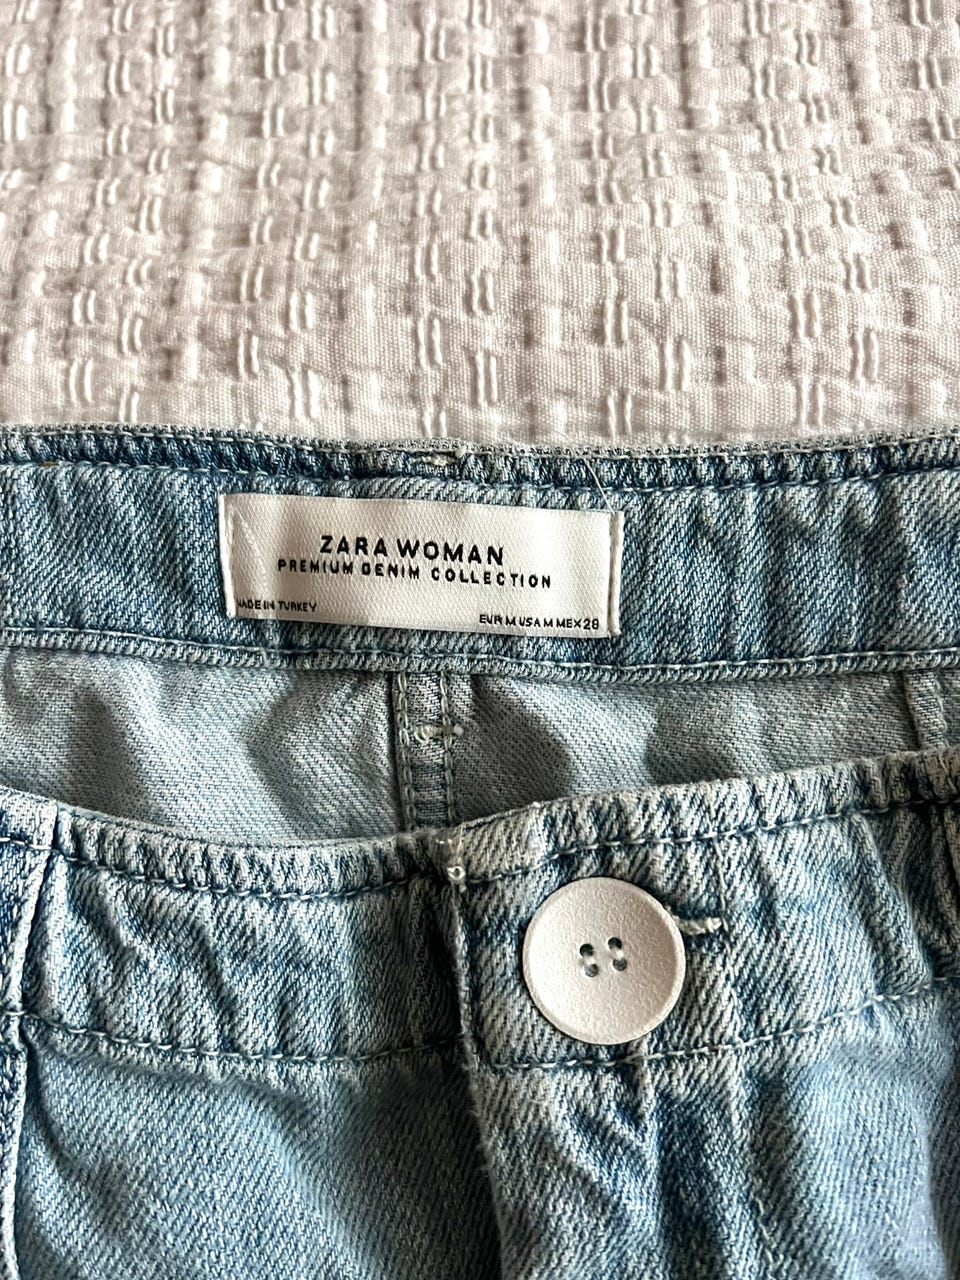 ZARA WOMAN
PREMIUM DENIM COLLECTION
MADE IN TURKEY
EUR M USA M MEX 28